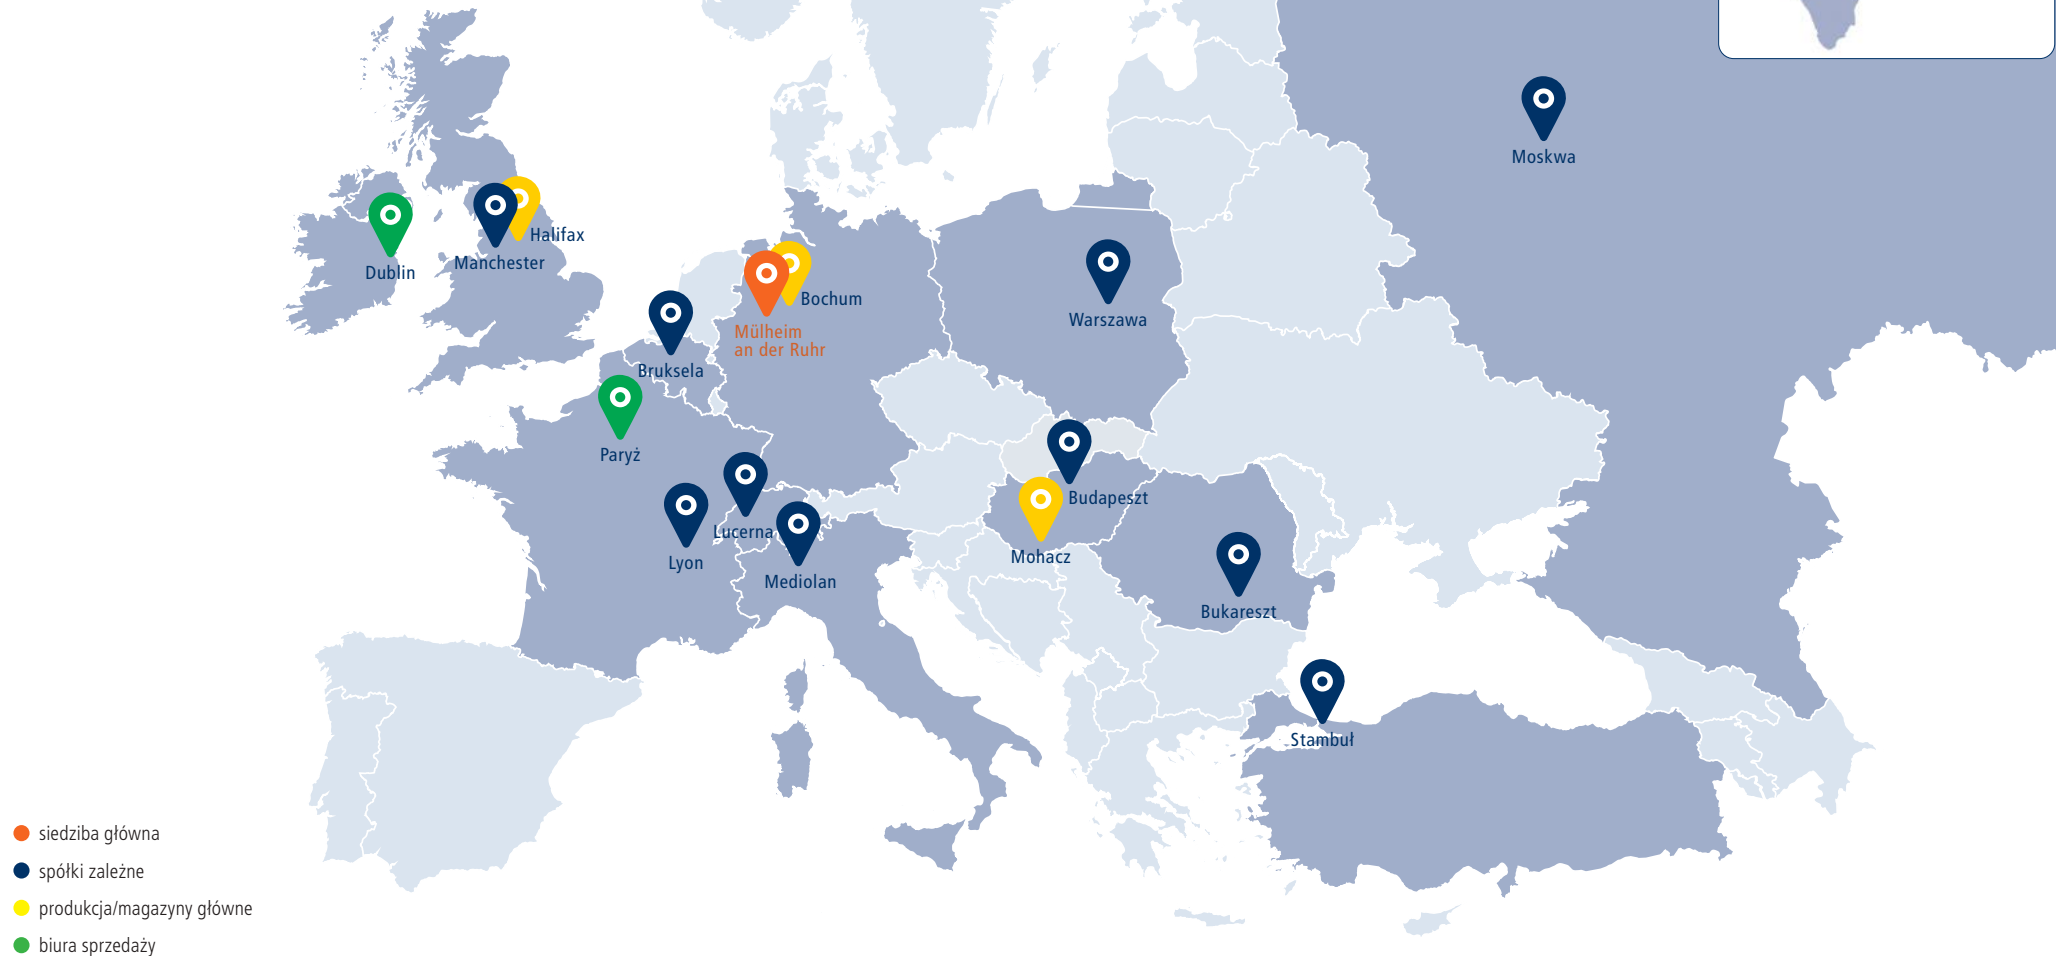 Moskwa
Halifax
Manchester
Dublin
Bochum
Warszawa
Mülheim
an der Ruhr
Bruksela
Paryż
Budapeszt
Lucerna
Lyon
Mohacz
Mediolan
Bukareszt
Stambuł
siedziba główna
spółki zależne
produkcja/magazyny główne
biura sprzedaży